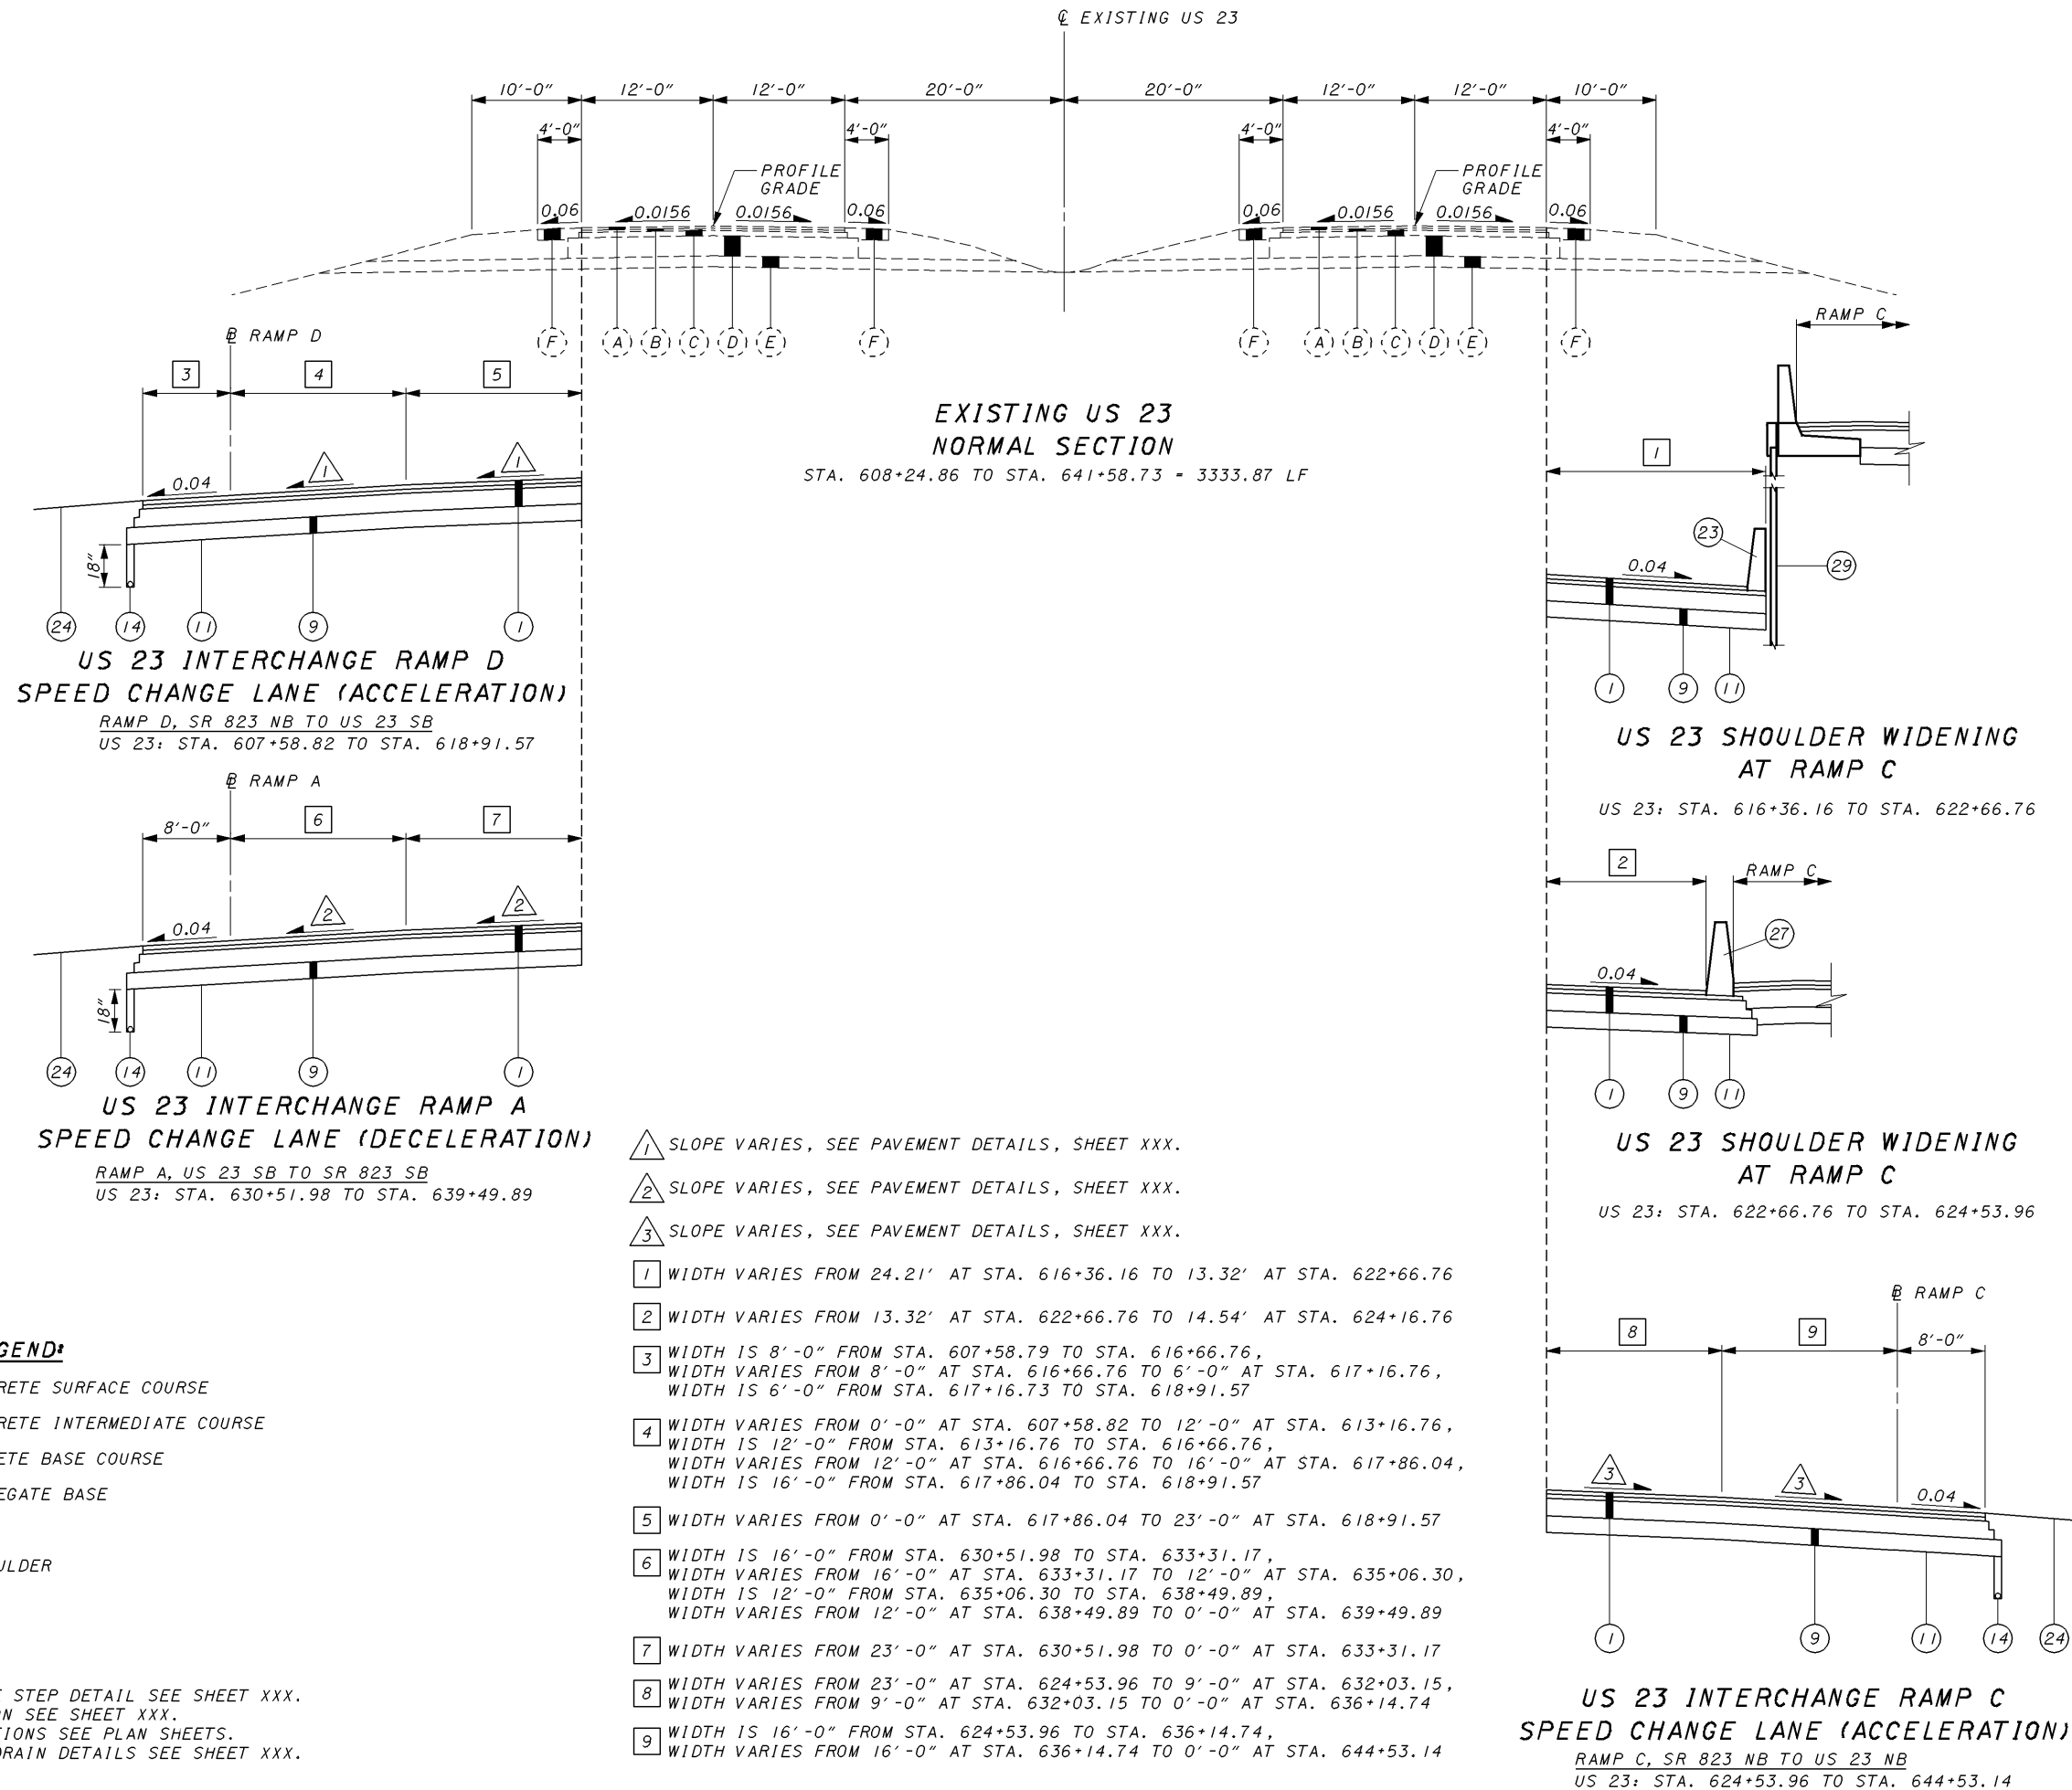 ℄ EXISTING US 23
10'-0" 12'-0" 12'-0" 20'-0" 20'-0" 12'-0" 12'-0" 10'-0"
4'-0" 4'-0" 4'-0" 4'-0"
PROFILE GRADE
PROFILE GRADE
0.06 0.0156 0.0156 0.06 0.06 0.0156 0.0156 0.06
F A B C D E F F A B C D E F
EXISTING US 23
NORMAL SECTION
STA. 608+24.86 TO STA. 641+58.73 = 3333.87 LF
℄ RAMP D
3 4 5
0.04 1 1
18"
24 14 11 9 1
US 23 INTERCHANGE RAMP D
SPEED CHANGE LANE (ACCELERATION)
RAMP D, SR 823 NB TO US 23 SB
US 23: STA. 607+58.82 TO STA. 618+91.57
℄ RAMP A
8'-0" 6 7
0.04 2 2
18"
24 14 11 9 1
US 23 INTERCHANGE RAMP A
SPEED CHANGE LANE (DECELERATION)
RAMP A, US 23 SB TO SR 823 SB
US 23: STA. 630+51.98 TO STA. 639+49.89
RAMP C
1
23
0.04
29
1 9 11
US 23 SHOULDER WIDENING
AT RAMP C
US 23: STA. 616+36.16 TO STA. 622+66.76
2 RAMP C
27
0.04
1 9 11
US 23 SHOULDER WIDENING
AT RAMP C
US 23: STA. 622+66.76 TO STA. 624+53.96
℄ RAMP C
8 9 8'-0"
3 3 0.04
1 9 11 14 24
US 23 INTERCHANGE RAMP C
SPEED CHANGE LANE (ACCELERATION)
RAMP C, SR 823 NB TO US 23 NB
US 23: STA. 624+53.96 TO STA. 644+53.14
1 SLOPE VARIES, SEE PAVEMENT DETAILS, SHEET XXX.
2 SLOPE VARIES, SEE PAVEMENT DETAILS, SHEET XXX.
3 SLOPE VARIES, SEE PAVEMENT DETAILS, SHEET XXX.
1 WIDTH VARIES FROM 24.21' AT STA. 616+36.16 TO 13.32' AT STA. 622+66.76
2 WIDTH VARIES FROM 13.32' AT STA. 622+66.76 TO 14.54' AT STA. 624+16.76
3 WIDTH IS 8'-0" FROM STA. 607+58.79 TO STA. 616+66.76,
WIDTH VARIES FROM 8'-0" AT STA. 616+66.76 TO 6'-0" AT STA. 617+16.76,
WIDTH IS 6'-0" FROM STA. 617+16.73 TO STA. 618+91.57
4 WIDTH VARIES FROM 0'-0" AT STA. 607+58.82 TO 12'-0" AT STA. 613+16.76,
WIDTH IS 12'-0" FROM STA. 613+16.76 TO STA. 616+66.76,
WIDTH VARIES FROM 12'-0" AT STA. 616+66.76 TO 16'-0" AT STA. 617+86.04,
WIDTH IS 16'-0" FROM STA. 617+86.04 TO STA. 618+91.57
5 WIDTH VARIES FROM 0'-0" AT STA. 617+86.04 TO 23'-0" AT STA. 618+91.57
6 WIDTH IS 16'-0" FROM STA. 630+51.98 TO STA. 633+31.17,
WIDTH VARIES FROM 16'-0" AT STA. 633+31.17 TO 12'-0" AT STA. 635+06.30,
WIDTH IS 12'-0" FROM STA. 635+06.30 TO STA. 638+49.89,
WIDTH VARIES FROM 12'-0" AT STA. 638+49.89 TO 0'-0" AT STA. 639+49.89
7 WIDTH VARIES FROM 23'-0" AT STA. 630+51.98 TO 0'-0" AT STA. 633+31.17
8 WIDTH VARIES FROM 23'-0" AT STA. 624+53.96 TO 9'-0" AT STA. 632+03.15,
WIDTH VARIES FROM 9'-0" AT STA. 632+03.15 TO 0'-0" AT STA. 636+14.74
9 WIDTH IS 16'-0" FROM STA. 624+53.96 TO STA. 636+14.74,
WIDTH VARIES FROM 16'-0" AT STA. 636+14.74 TO 0'-0" AT STA. 644+53.14
GEND:
RETE SURFACE COURSE
RETE INTERMEDIATE COURSE
ETE BASE COURSE
EGATE BASE
ULDER
E STEP DETAIL SEE SHEET XXX.
ON SEE SHEET XXX.
TIONS SEE PLAN SHEETS.
DRAIN DETAILS SEE SHEET XXX.